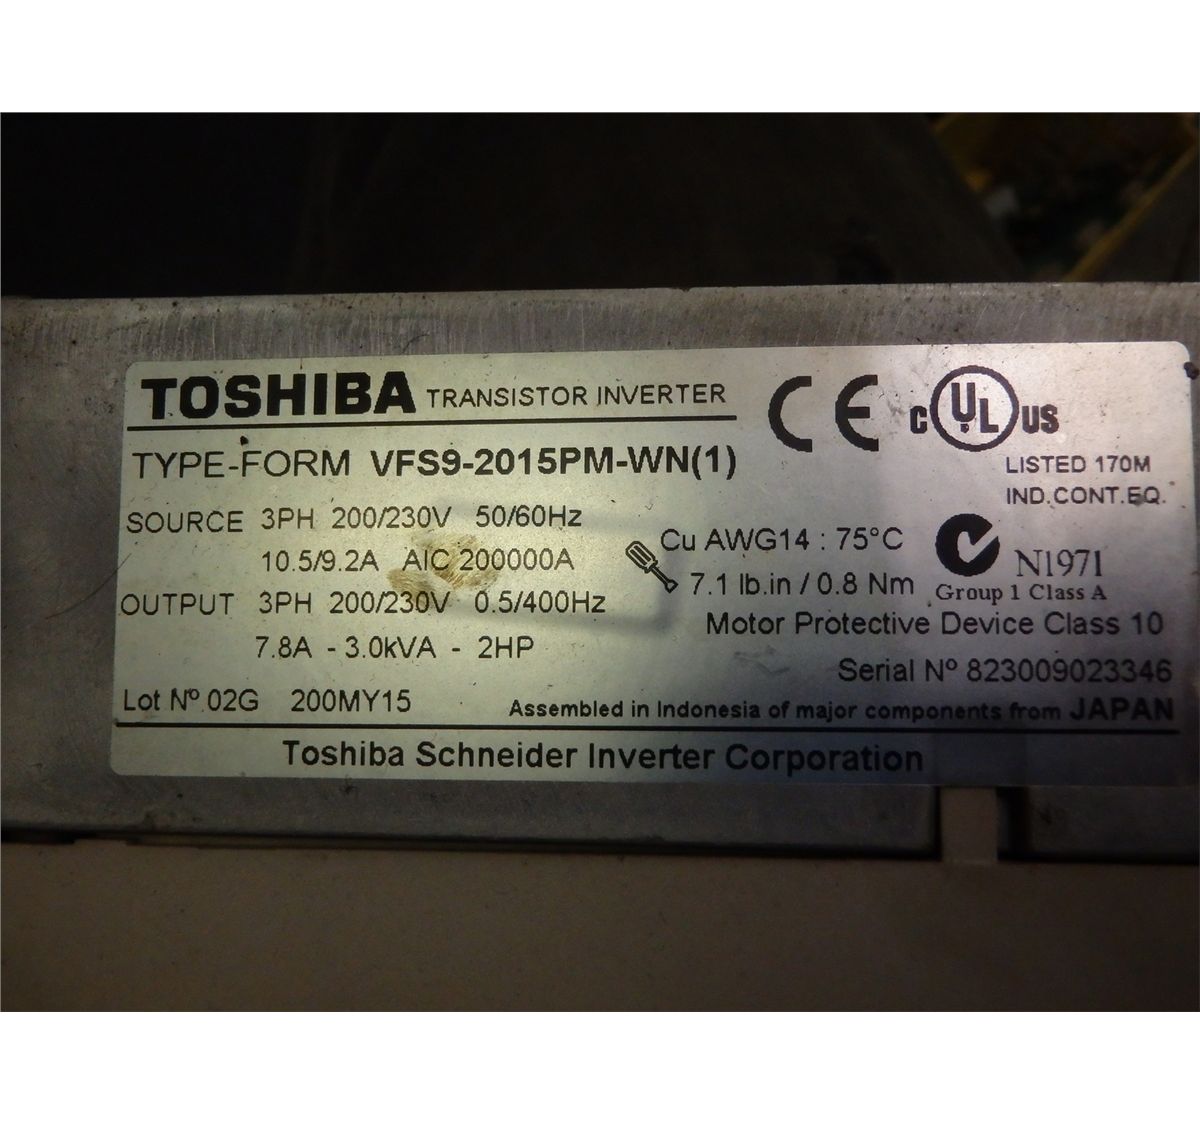 TOSHIBA TRANSISTOR INVERTER
TYPE-FORM VFS9-2015PM-WN(1)
CE
C UL US
LISTED 170M
IND.CONT.EQ.
SOURCE 3PH 200/230V 50/60Hz
10.5/9.2A AIC 200000A
OUTPUT 3PH 200/230V 0.5/400Hz
7.8A - 3.0kVA - 2HP
Cu AWG14 : 75°C
7.1 lb.in / 0.8 Nm
N1971
Group 1 Class A
Motor Protective Device Class 10
Serial Nº 823009023346
Lot Nº 02G 200MY15
Assembled in Indonesia of major components from JAPAN
Toshiba Schneider Inverter Corporation